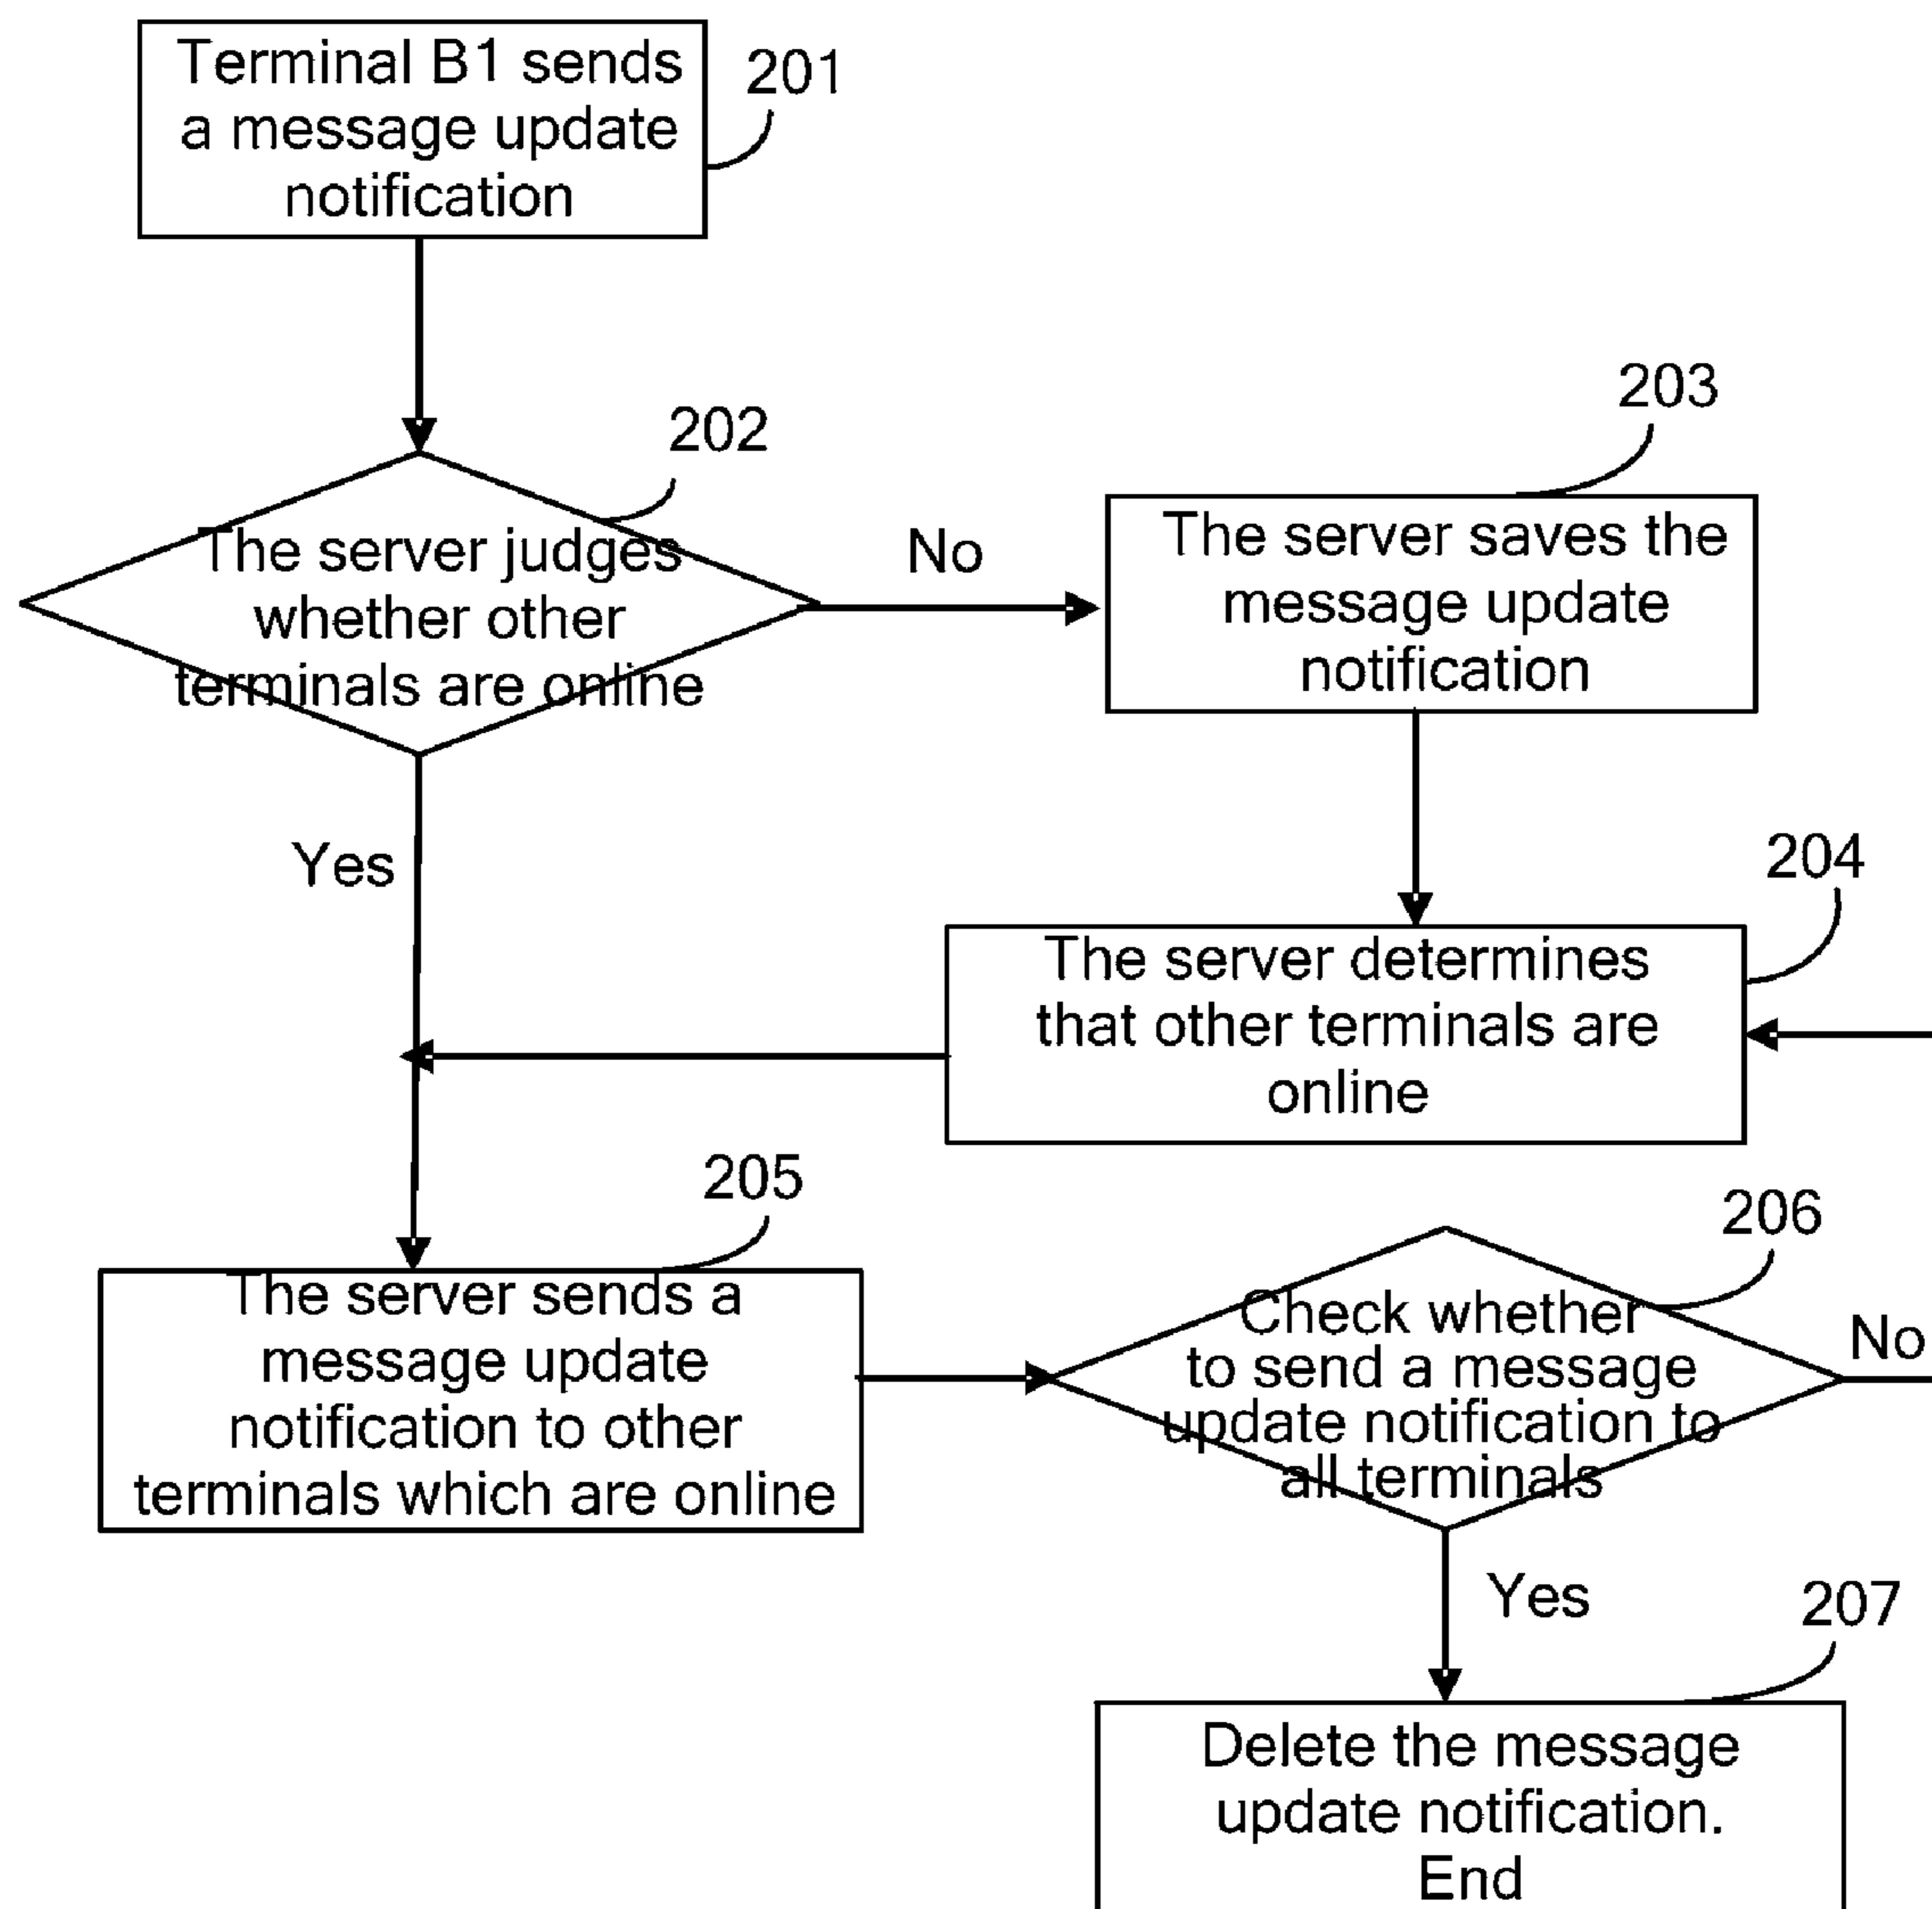 Terminal B1 sends
a message update
notification
201
202
The server judges
whether other
terminals are online
No
203
The server saves the
message update
notification
Yes
204
The server determines
that other terminals are
online
205
The server sends a
message update
notification to other
terminals which are online
206
Check whether
to send a message
update notification to
all terminals
No
Yes
207
Delete the message
update notification.
End